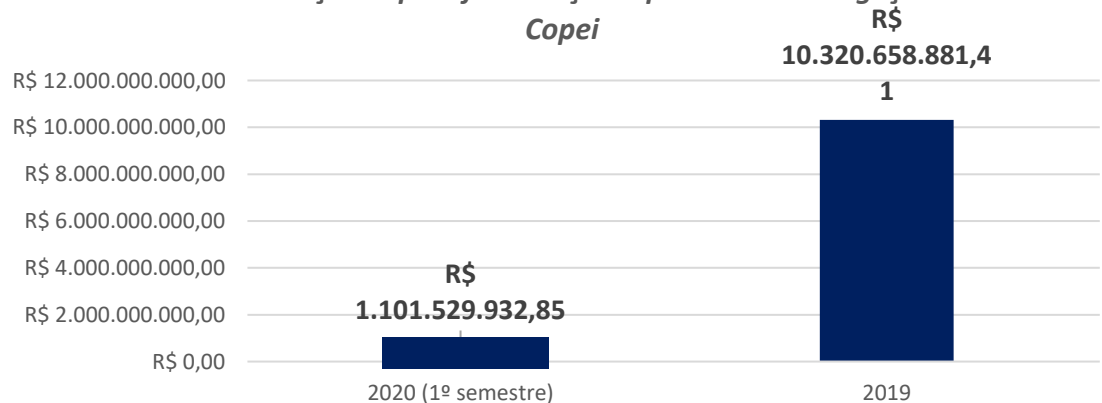 Copei
R$
10.320.658.881,4
1
R$ 12.000.000.000,00
R$ 10.000.000.000,00
R$ 8.000.000.000,00
R$ 6.000.000.000,00
R$ 4.000.000.000,00
R$ 2.000.000.000,00
R$ 0,00
R$
1.101.529.932,85
2020 (1º semestre)
2019